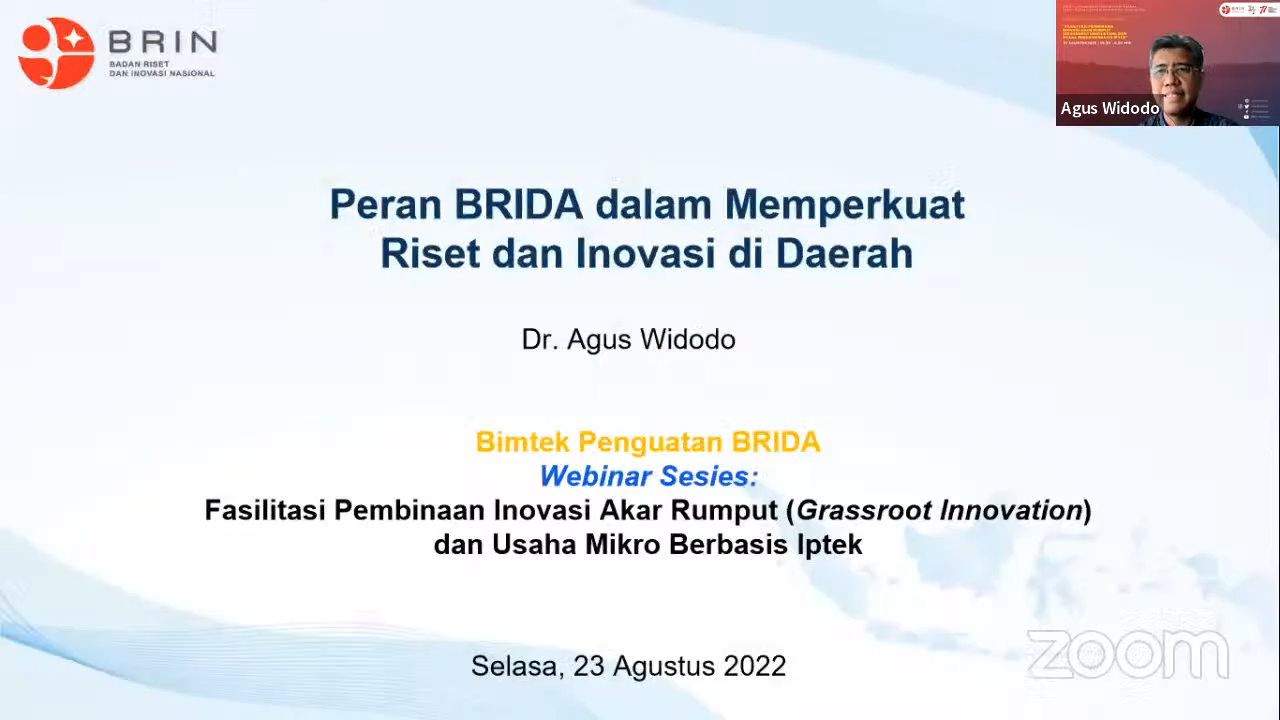 BRIN
BADAN RISET
DAN INOVASI NASIONAL
Agus Widodo
Peran BRIDA dalam Memperkuat
Riset dan Inovasi di Daerah
Dr. Agus Widodo
Bimtek Penguatan BRIDA
Webinar Sesies:
Fasilitasi Pembinaan Inovasi Akar Rumput (Grassroot Innovation)
dan Usaha Mikro Berbasis Iptek
Selasa, 23 Agustus 2022
zoom